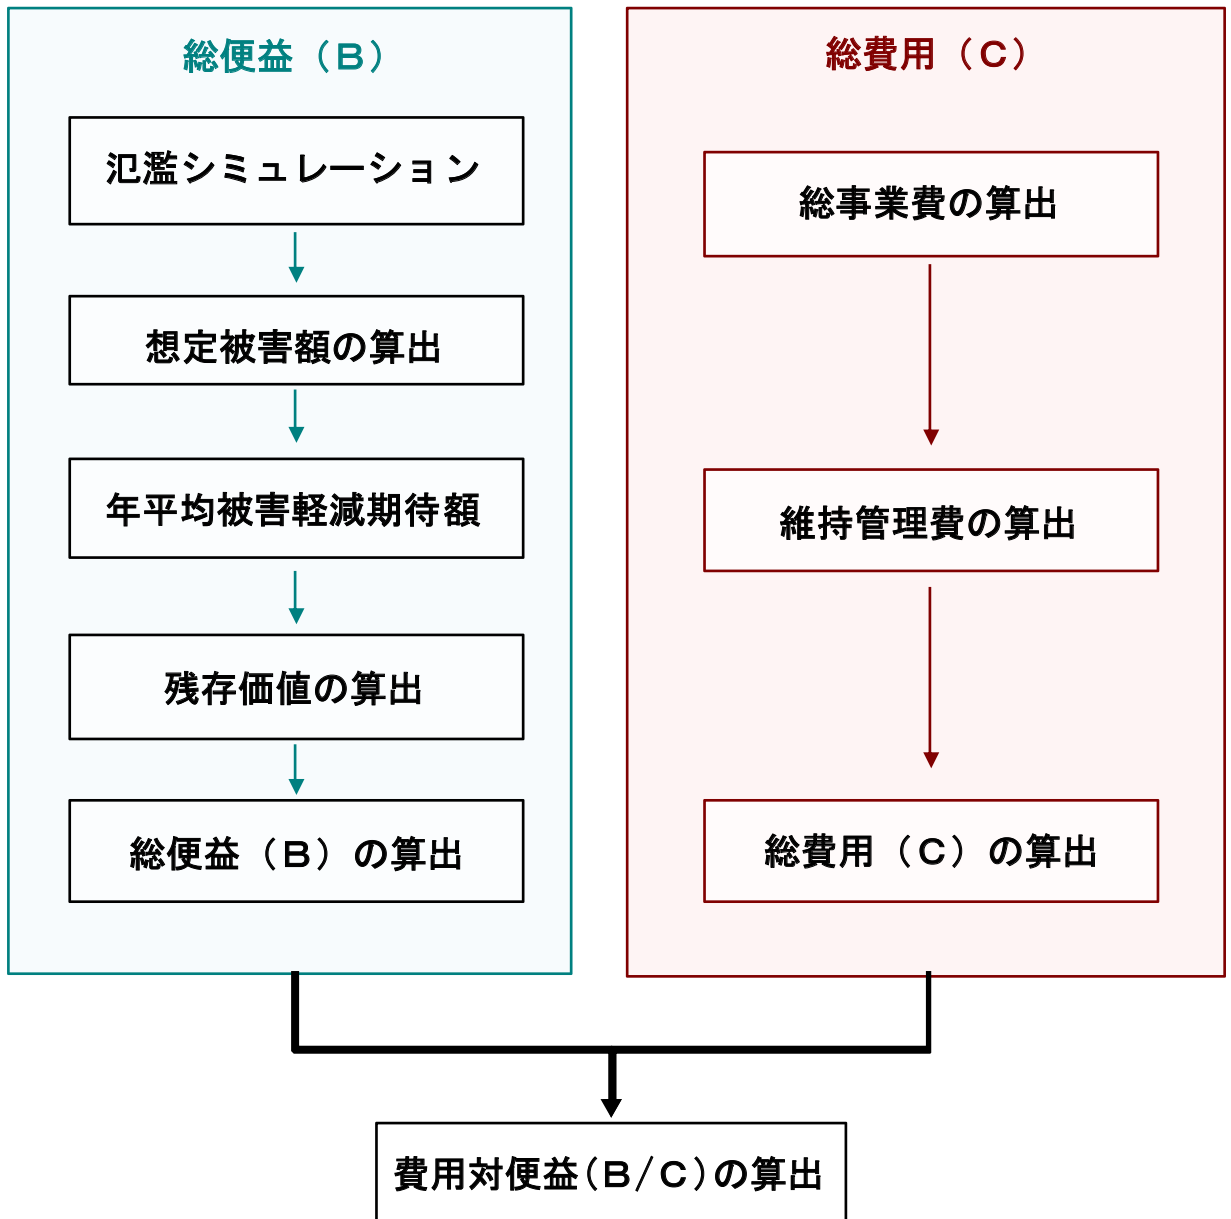 総便益（Ｂ）
氾濫シミュレーション
想定被害額の算出
年平均被害軽減期待額
残存価値の算出
総便益（Ｂ）の算出
総費用（Ｃ）
総事業費の算出
維持管理費の算出
総費用（Ｃ）の算出
費用対便益(Ｂ/Ｃ)の算出